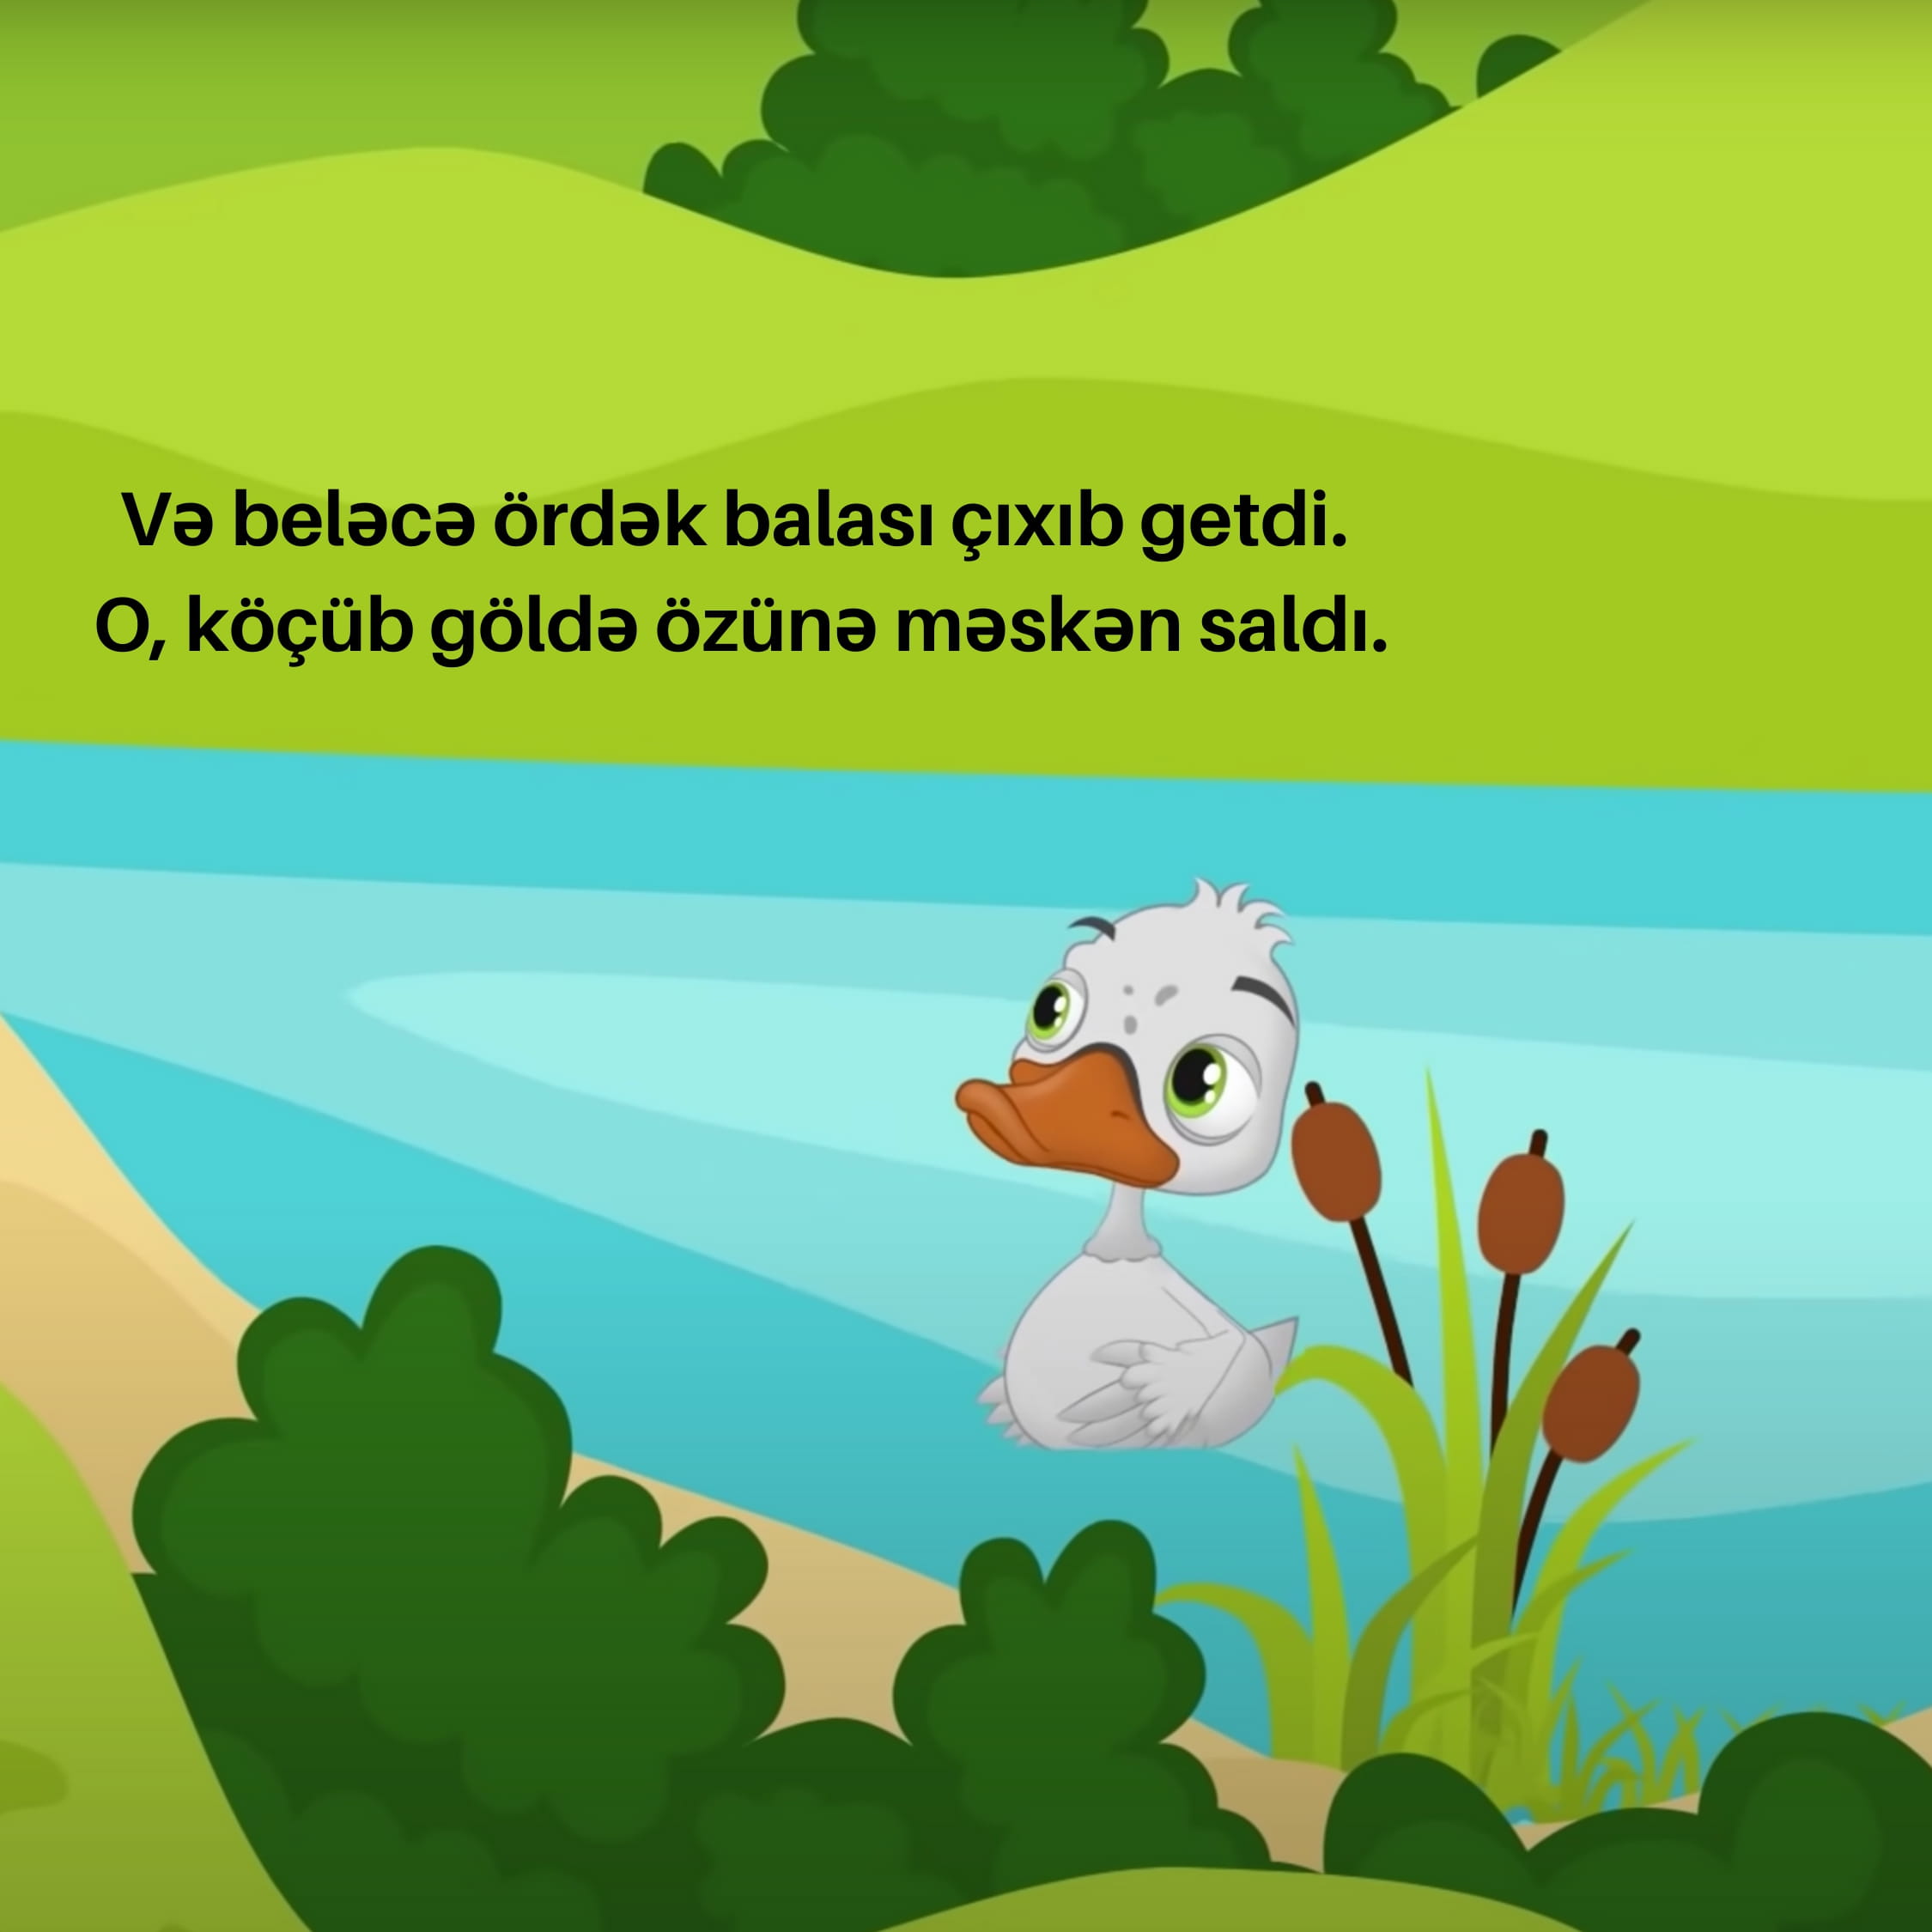 Və beləcə ördək balası çıxıb getdi.
O, köçüb göldə özünə məskən saldı.